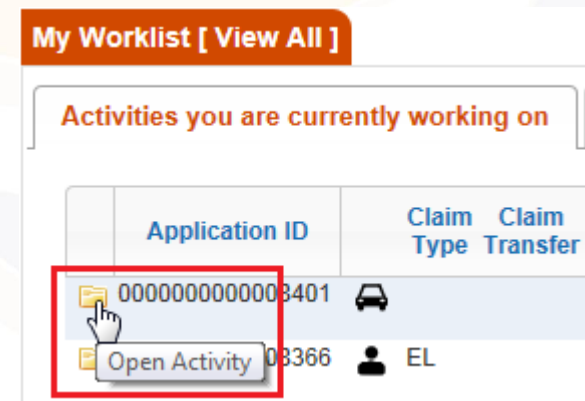 My Worklist [ View All ]
Activities you are currently working on
Application ID
Claim Type
Claim Transfer
0000000000003401
Open Activity
3366 EL